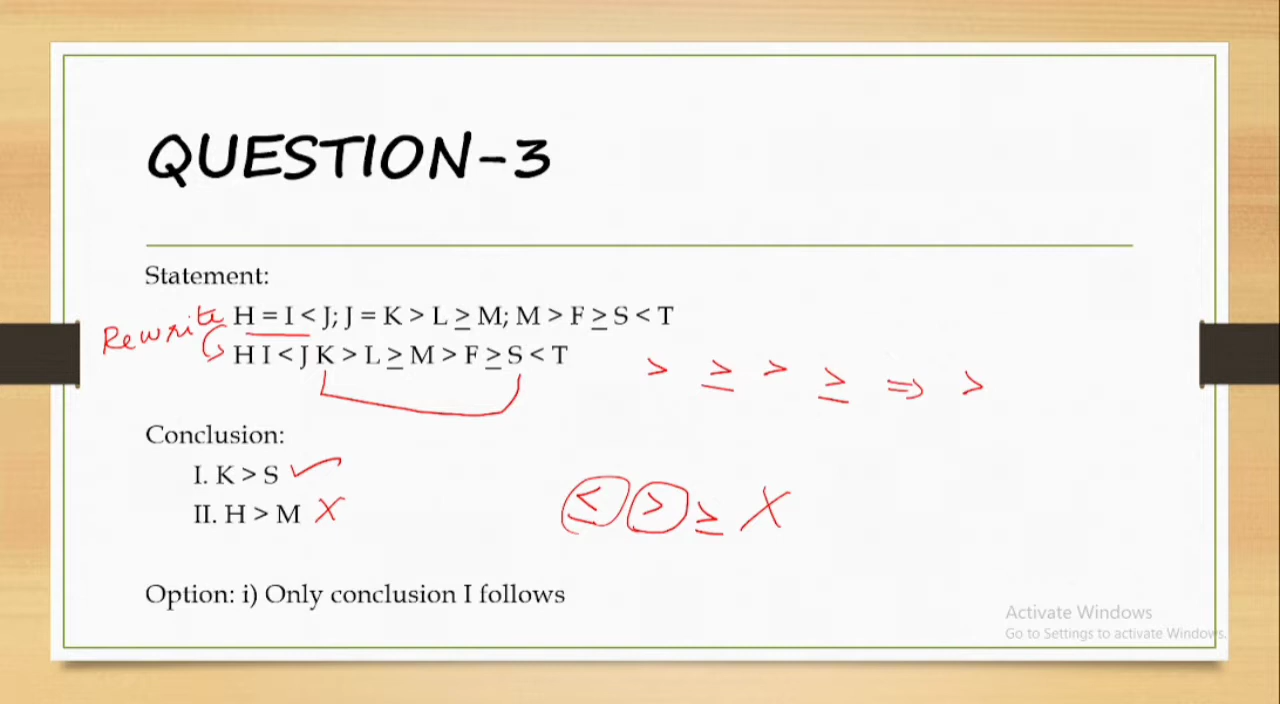 QUESTION-3
Statement:
Rewrite H = I < J; J = K > L ≥ M; M > F ≥ S < T
H I < J K > L ≥ M > F ≥ S < T
> ≥ > ≥ ⇒ >
Conclusion:
I. K > S ✓
II. H > M X
≤ > ≥ X
Option: i) Only conclusion I follows
Activate Windows
Go to Settings to activate Windows.